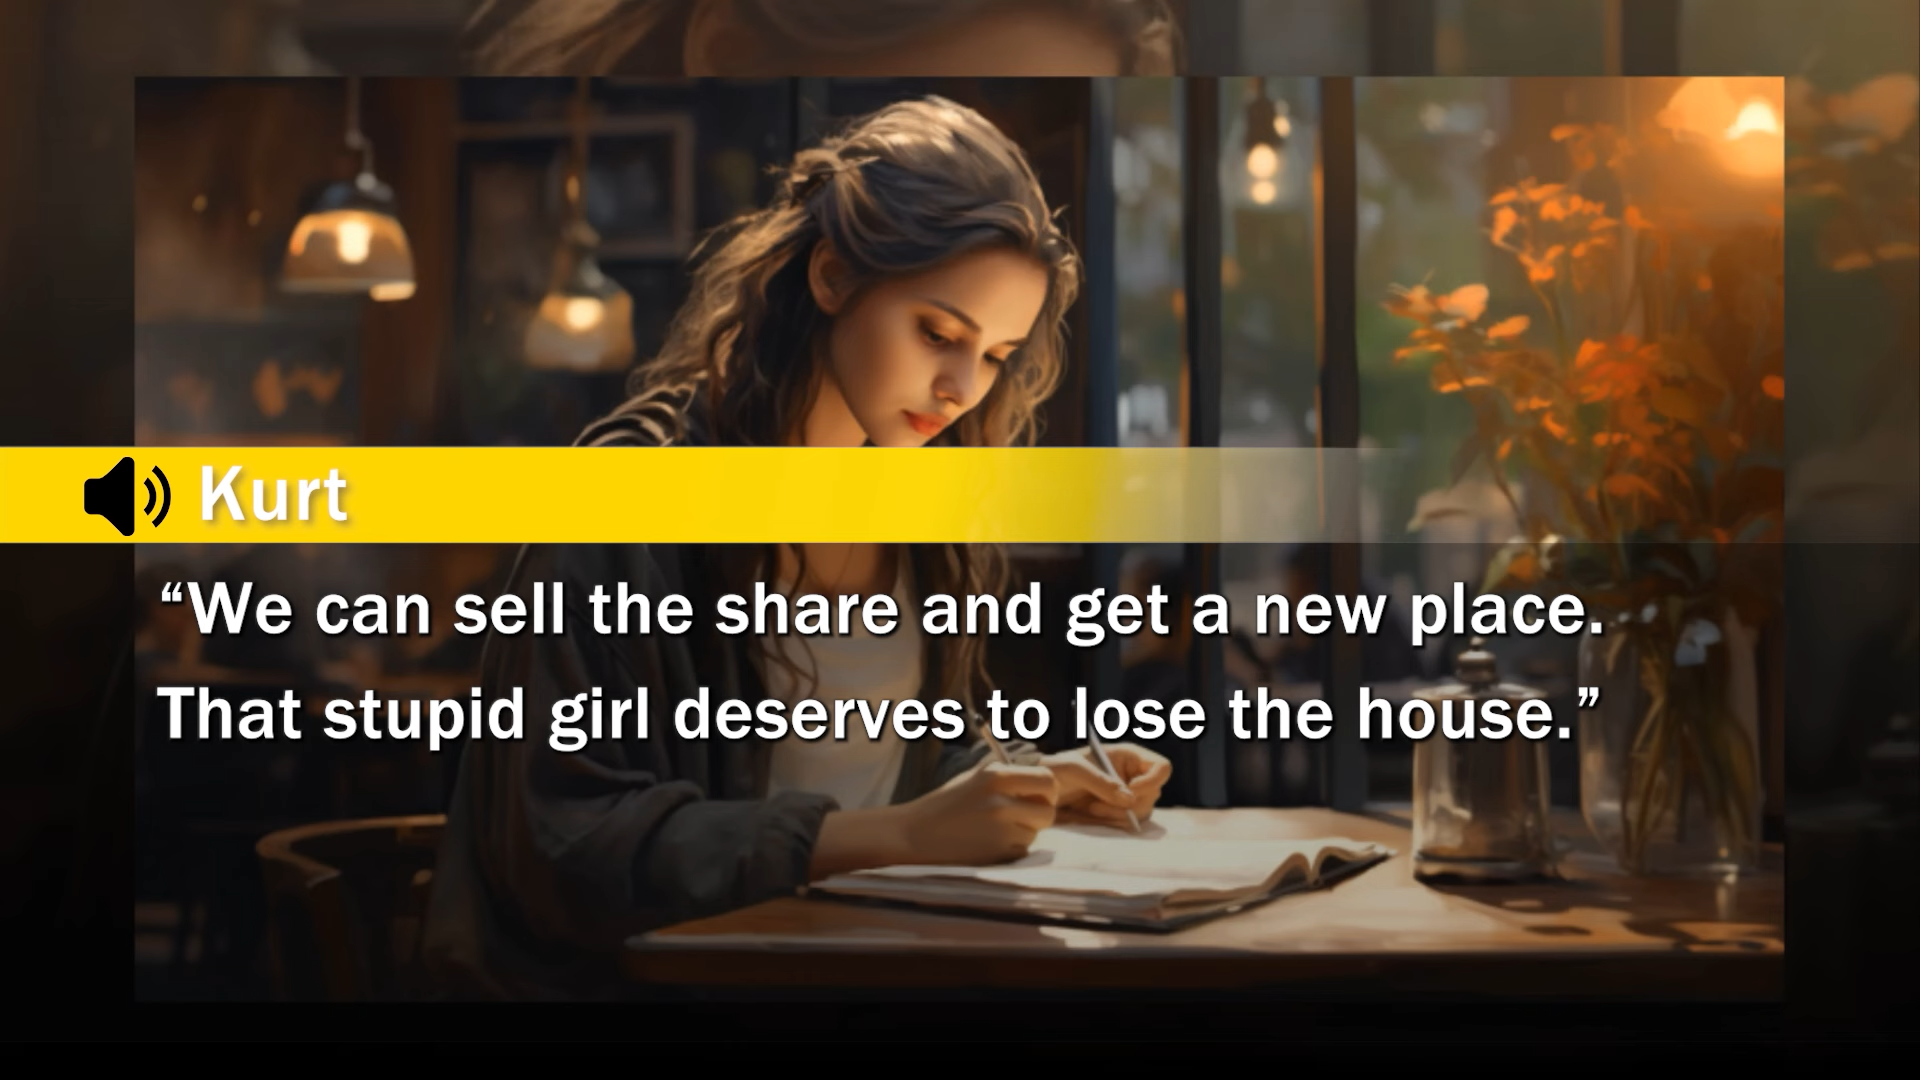 Kurt
“We can sell the share and get a new place.
That stupid girl deserves to lose the house.”